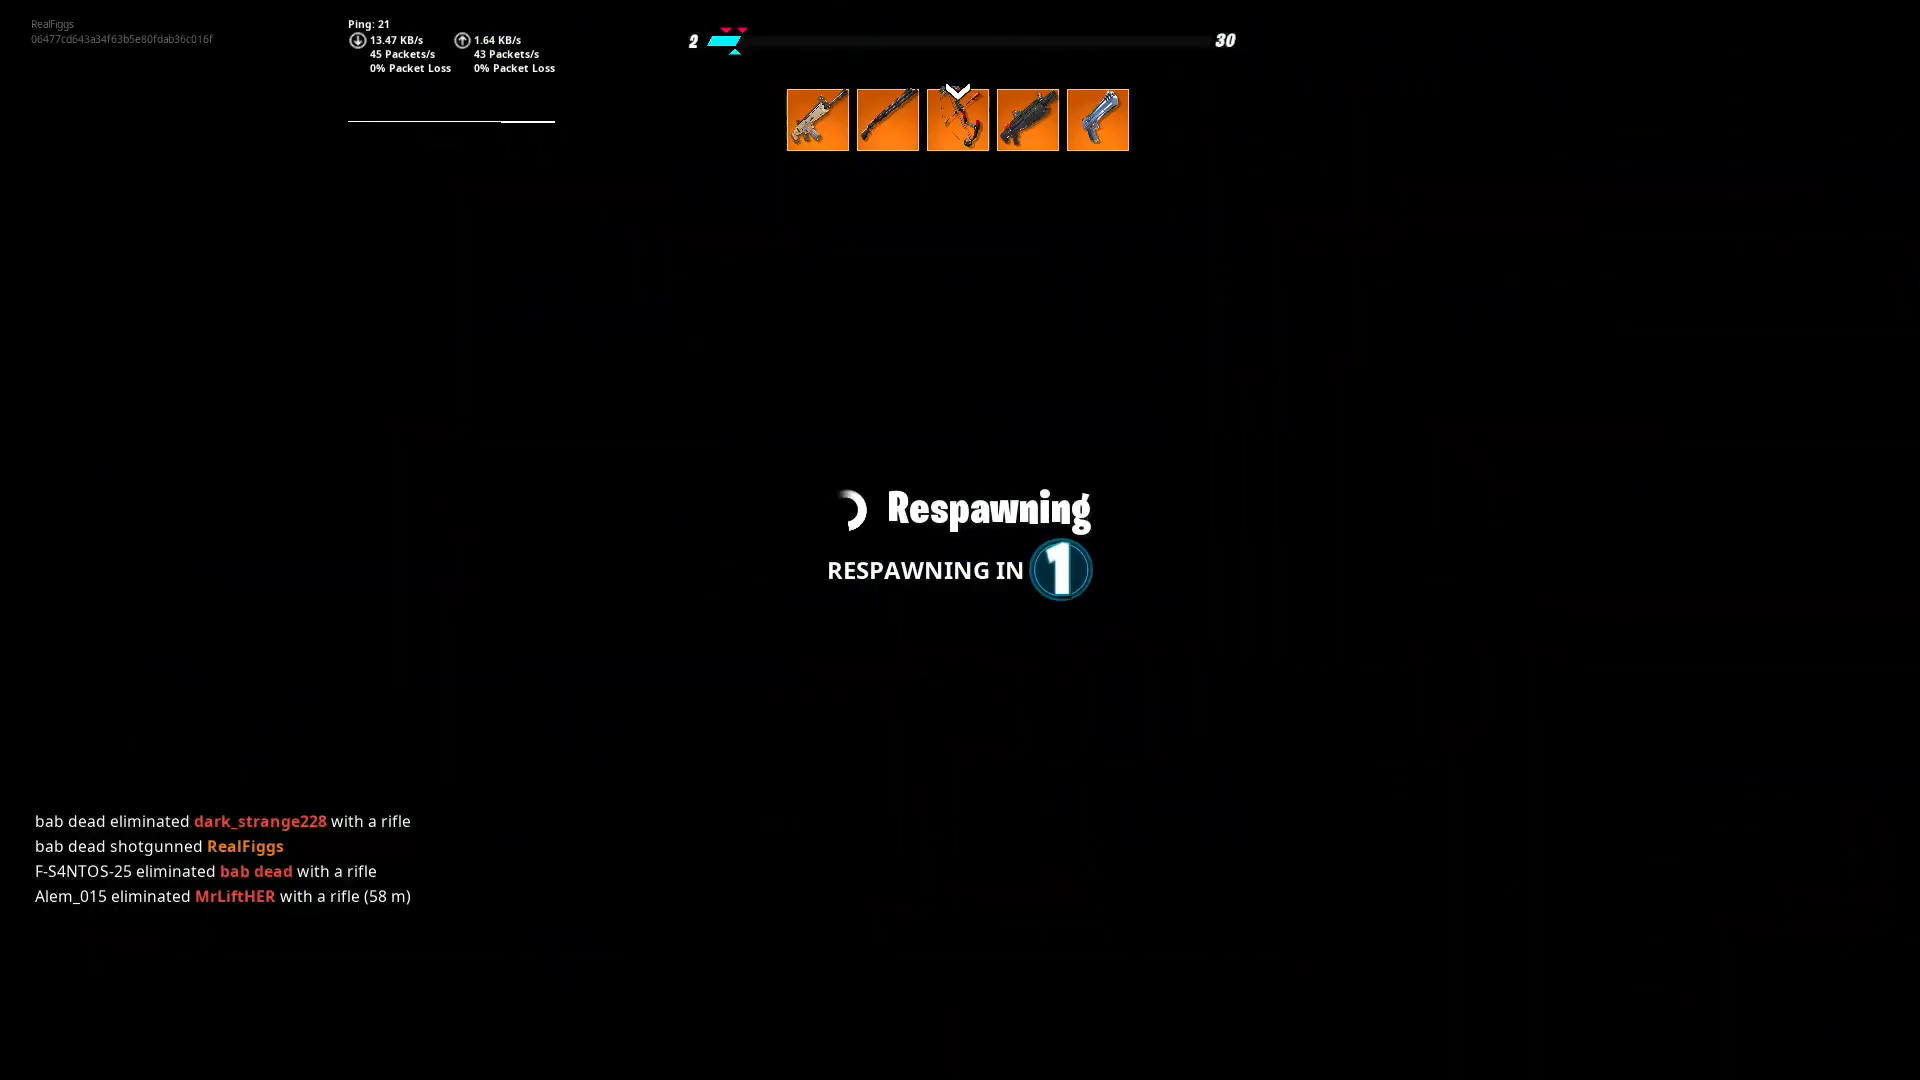 RealFiggs
06477cd643a34f63b5e80fdab36c016f
Ping: 21
13.47 KB/s 1.64 KB/s
45 Packets/s 43 Packets/s
0% Packet Loss 0% Packet Loss
2 30
Respawning
RESPAWNING IN 1
bab dead eliminated dark_strange228 with a rifle
bab dead shotgunned RealFiggs
F-S4NTOS-25 eliminated bab dead with a rifle
Alem_015 eliminated MrLiftHER with a rifle (58 m)